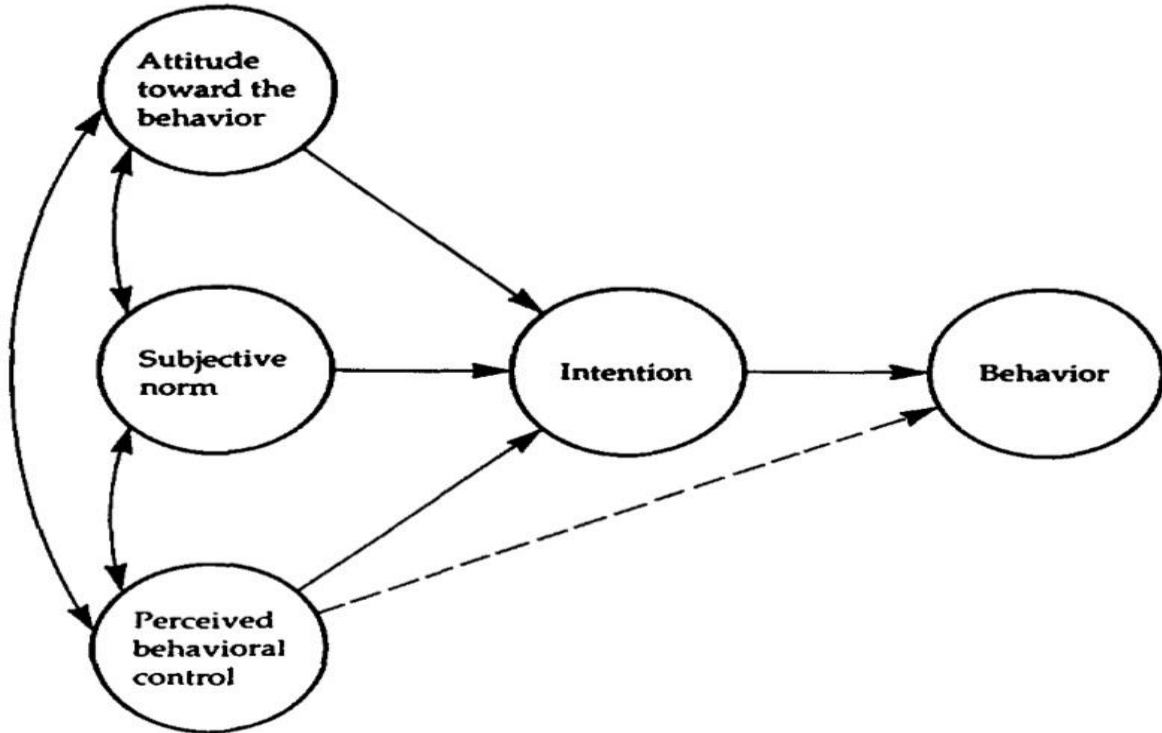 Attitude
toward the
behavior
Subjective
norm
Intention
Behavior
Perceived
behavioral
control